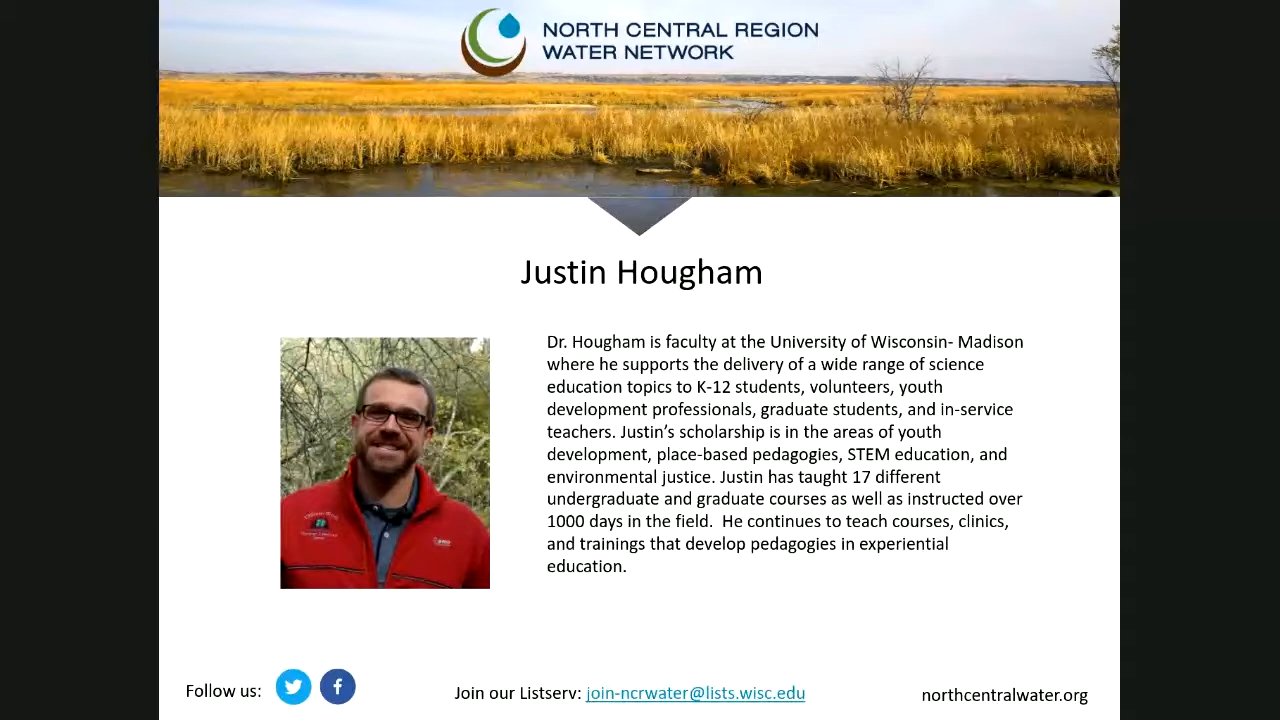 NORTH CENTRAL REGION
WATER NETWORK
Justin Hougham
Dr. Hougham is faculty at the University of Wisconsin- Madison
where he supports the delivery of a wide range of science
education topics to K-12 students, volunteers, youth
development professionals, graduate students, and in-service
teachers. Justin’s scholarship is in the areas of youth
development, place-based pedagogies, STEM education, and
environmental justice. Justin has taught 17 different
undergraduate and graduate courses as well as instructed over
1000 days in the field.  He continues to teach courses, clinics,
and trainings that develop pedagogies in experiential
education.
Follow us:
Join our Listserv: join-ncrwater@lists.wisc.edu
northcentralwater.org